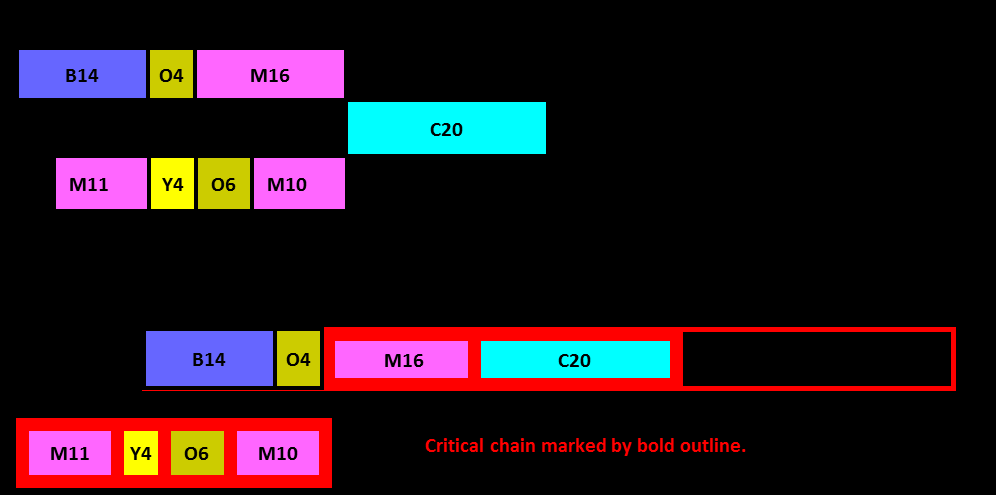 B14 O4 M16
C20
M11 Y4 O6 M10
B14 O4 M16 C20
M11 Y4 O6 M10
Critical chain marked by bold outline.